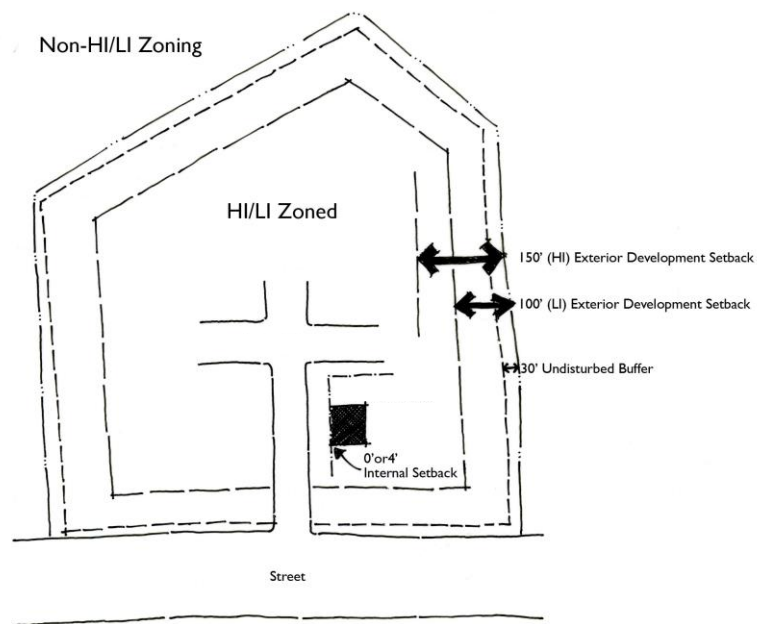 Non-HI/LI Zoning
HI/LI Zoned
150' (HI) Exterior Development Setback
100' (LI) Exterior Development Setback
30' Undisturbed Buffer
0'or4'
Internal Setback
Street